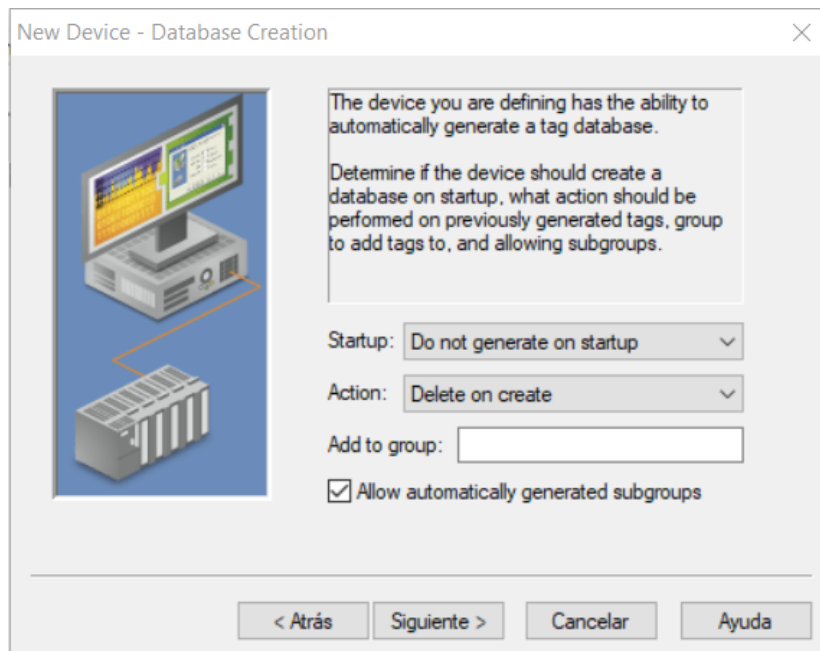 New Device - Database Creation
The device you are defining has the ability to
automatically generate a tag database.
Determine if the device should create a
database on startup, what action should be
performed on previously generated tags, group
to add tags to, and allowing subgroups.
Startup: Do not generate on startup
Action: Delete on create
Add to group:
Allow automatically generated subgroups
< Atrás Siguiente > Cancelar Ayuda